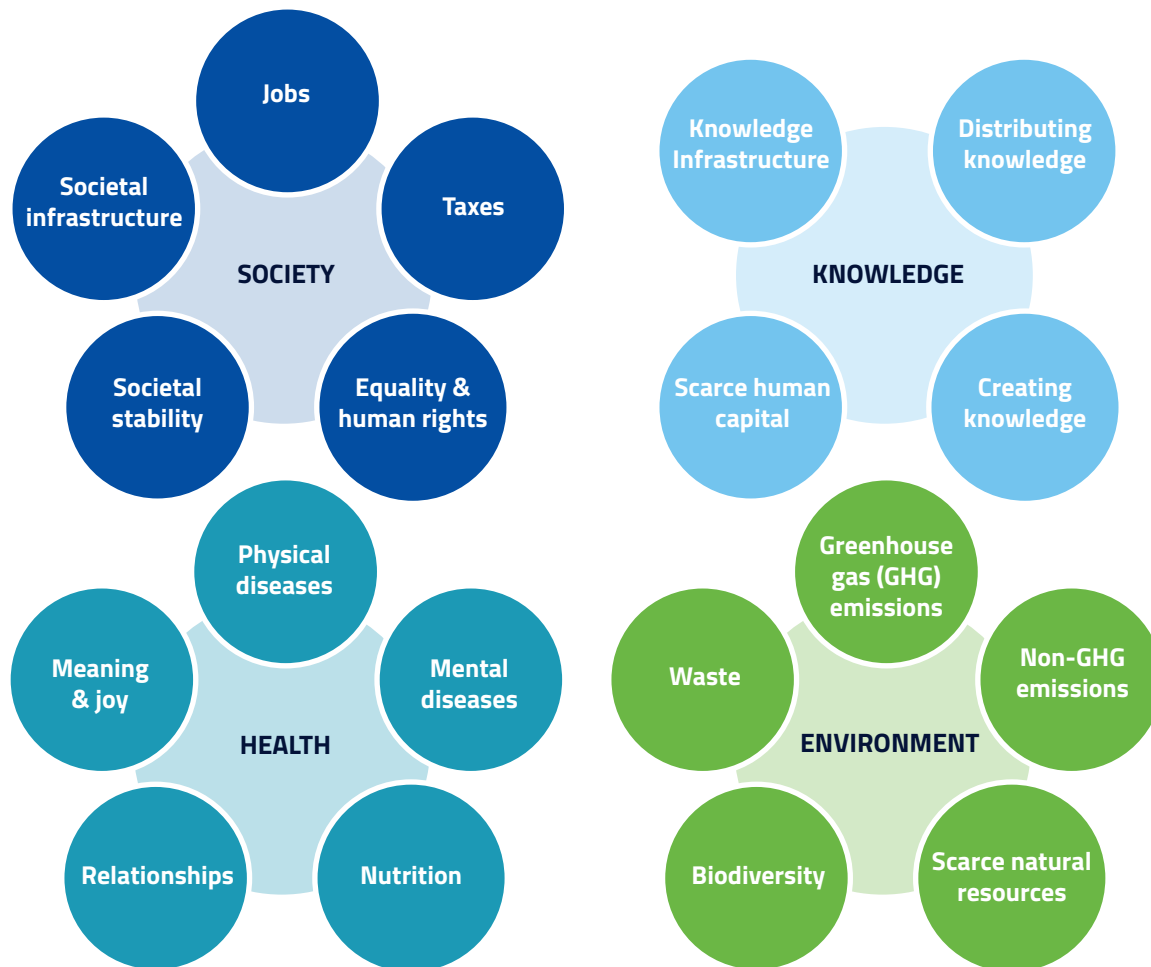 Jobs
Societal
infrastructure
Taxes
SOCIETY
Societal
stability
Equality &
human rights
Knowledge
Infrastructure
Distributing
knowledge
KNOWLEDGE
Scarce human
capital
Creating
knowledge
Physical
diseases
Meaning
& joy
Mental
diseases
HEALTH
Relationships
Nutrition
Greenhouse
gas (GHG)
emissions
Waste
Non-GHG
emissions
ENVIRONMENT
Biodiversity
Scarce natural
resources